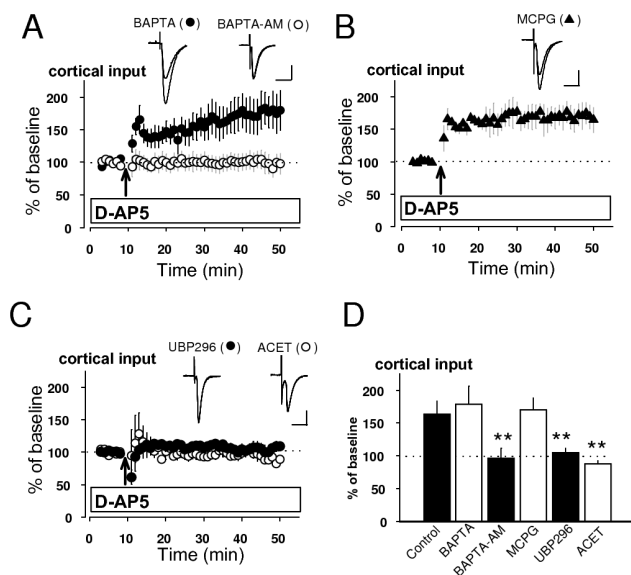 A
BAPTA (●) BAPTA-AM (○)
cortical input
% of baseline
200
150
100
50
0
D-AP5
0 10 20 30 40 50
Time (min)
B
MCPG (▲)
cortical input
% of baseline
200
150
100
50
0
D-AP5
0 10 20 30 40 50
Time (min)
C
UBP296 (●) ACET (○)
cortical input
% of baseline
200
150
100
50
0
D-AP5
0 10 20 30 40 50
Time (min)
D
cortical input
% of baseline
200
150
100
50
0
** ** **
Control BAPTA BAPTA-AM MCPG UBP296 ACET